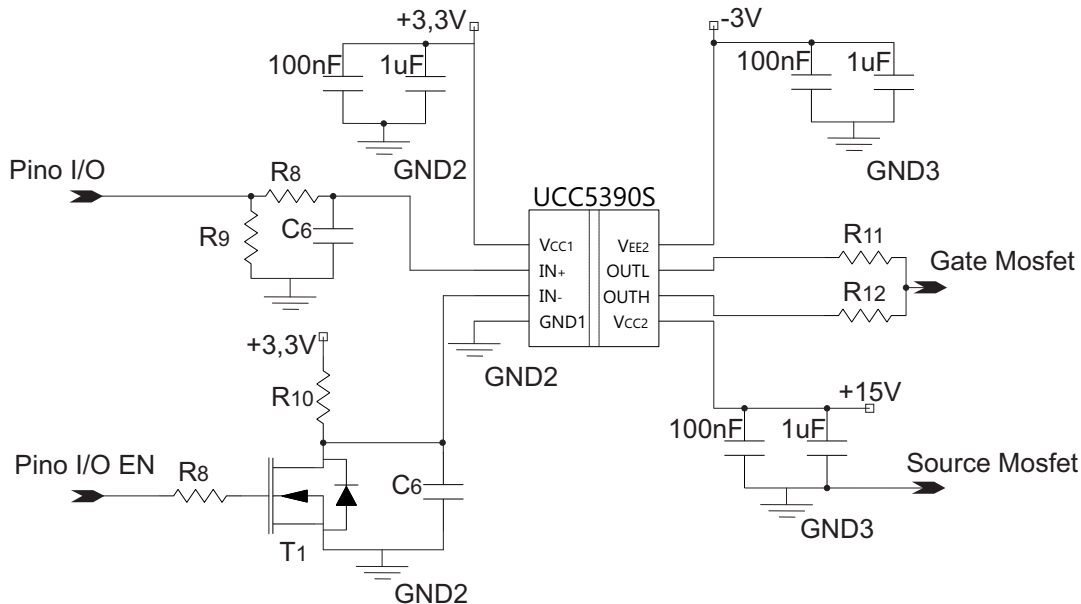 +3,3V
100nF
1uF
GND2
-3V
100nF
1uF
GND3
Pino I/O
R8
R9
C6
UCC5390S
VCC1
IN+
IN-
GND1
VEE2
OUTL
OUTH
VCC2
GND2
R11
R12
Gate Mosfet
+3,3V
R10
Pino I/O EN
R8
T1
C6
GND2
+15V
100nF
1uF
Source Mosfet
GND3